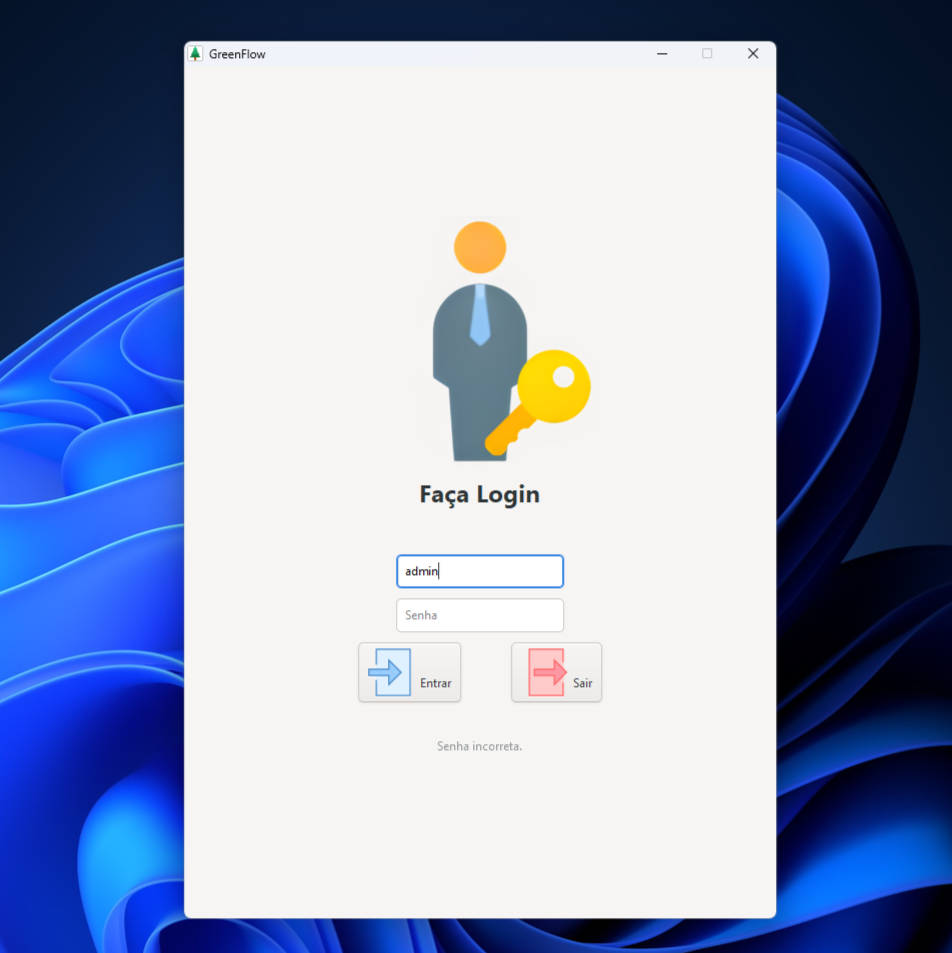 GreenFlow
Faça Login
admin
Senha
Entrar
Sair
Senha incorreta.